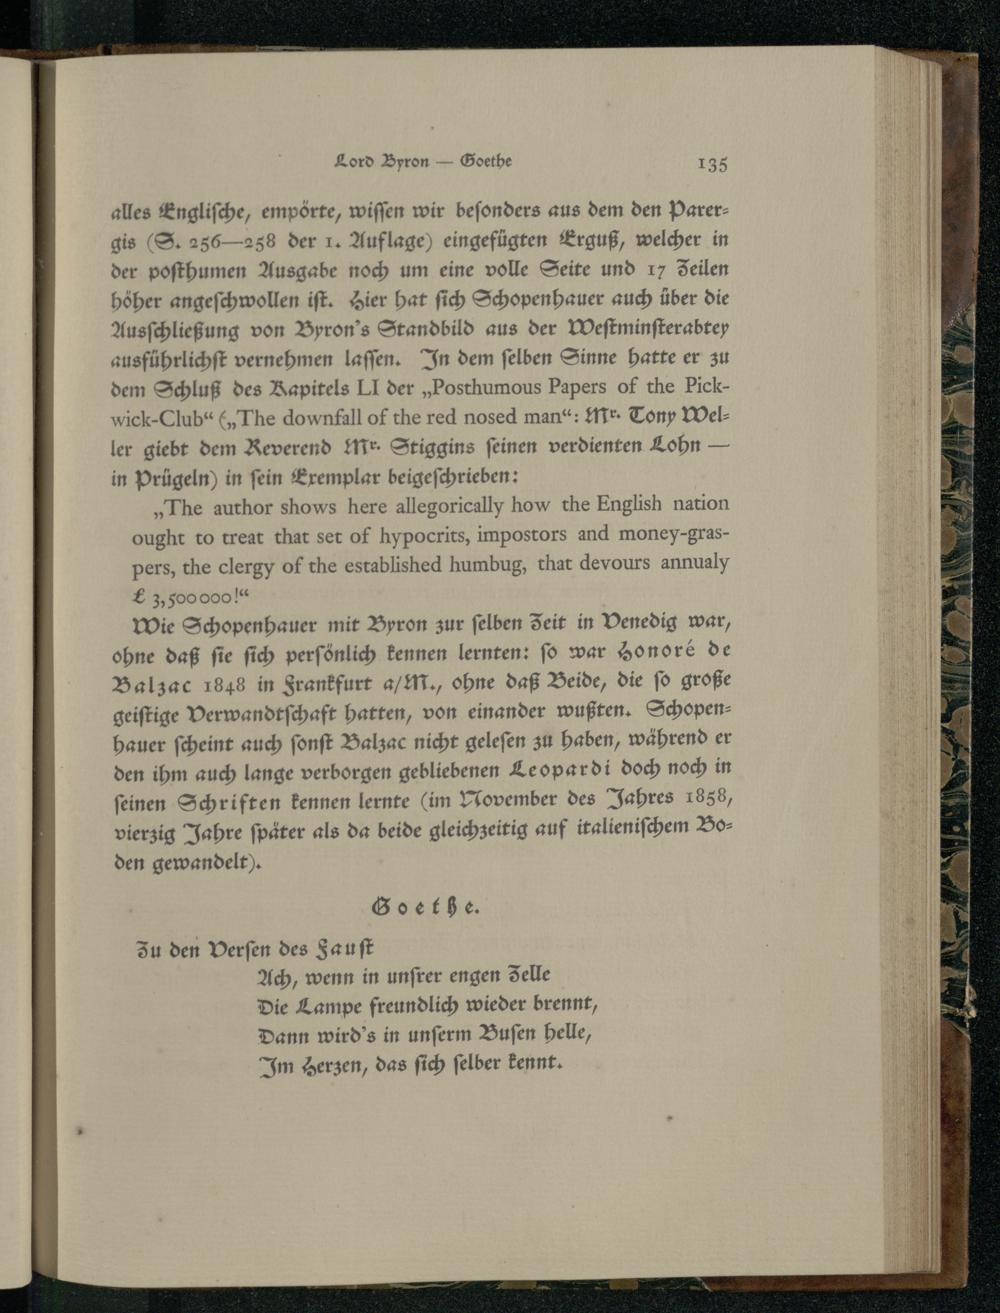 Lord Byron — Goethe 135
alles Englische, empörte, wissen wir besonders aus dem den Parer-
gis (S. 256—258 der 1. Auflage) eingefügten Erguß, welcher in
der posthumen Ausgabe noch um eine volle Seite und 17 Zeilen
höher angeschwollen ist. Hier hat sich Schopenhauer auch über die
Ausschließung von Byron's Standbild aus der Westminsterabtey
ausführlichst vernehmen lassen. In dem selben Sinne hatte er zu
dem Schluß des Kapitels LI der „Posthumous Papers of the Pick-
wick-Club“ („The downfall of the red nosed man“: Mr. Tony Wel-
ler giebt dem Reverend Mr. Stiggins seinen verdienten Lohn —
in Prügeln) in sein Exemplar beigeschrieben:
„The author shows here allegorically how the English nation
ought to treat that set of hypocrits, impostors and money-gras-
pers, the clergy of the established humbug, that devours annualy
£ 3,500000!“
Wie Schopenhauer mit Byron zur selben Zeit in Venedig war,
ohne daß sie sich persönlich kennen lernten: so war Honoré de
Balzac 1848 in Frankfurt a/M., ohne daß Beide, die so große
geistige Verwandtschaft hatten, von einander wußten. Schopen-
hauer scheint auch sonst Balzac nicht gelesen zu haben, während er
den ihm auch lange verborgen gebliebenen Leopardi doch noch in
seinen Schriften kennen lernte (im November des Jahres 1858,
vierzig Jahre später als da beide gleichzeitig auf italienischem Bo-
den gewandelt).
Goethe.
Zu den Versen des Faust
Ach, wenn in unsrer engen Zelle
Die Lampe freundlich wieder brennt,
Dann wird's in unserm Busen helle,
Im Herzen, das sich selber kennt.